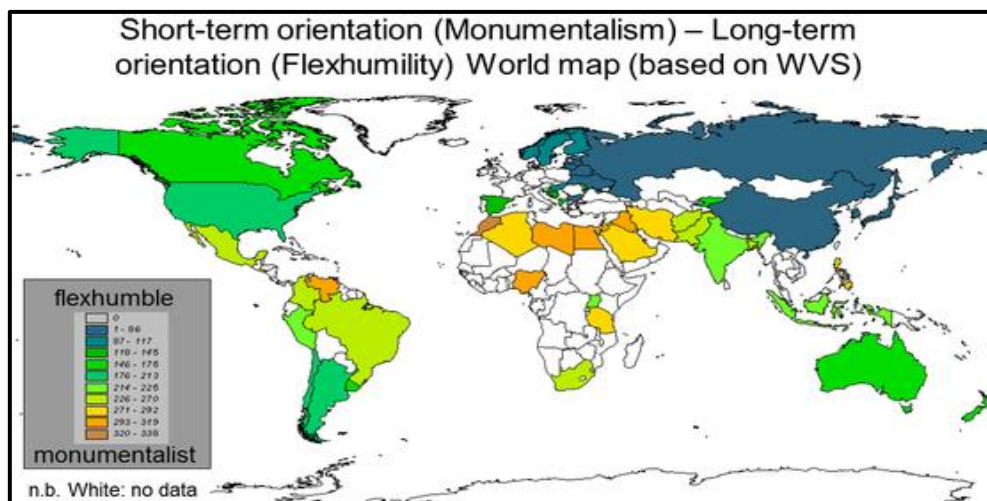 Short-term orientation (Monumentalism) – Long-term
orientation (Flexhumility) World map (based on WVS)
flexhumble
0
1 - 86
87 - 117
118 - 145
146 - 175
176 - 213
214 - 225
226 - 270
271 - 292
293 - 319
320 - 338
monumentalist
n.b. White: no data